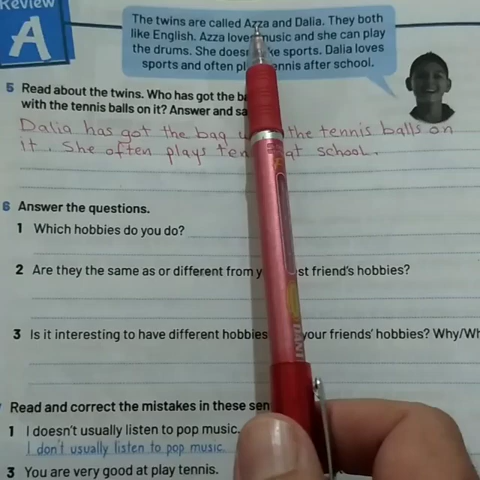 Review
A
The twins are called Azza and Dalia. They both
like English. Azza loves music and she can play
the drums. She doesn' ke sports. Dalia loves
sports and often pl ennis after school.
5 Read about the twins. Who has got the ba
with the tennis balls on it? Answer and sa
Dalia has got the bag the tennis balls on
it. She often plays ten at school.
6 Answer the questions.
1 Which hobbies do you do?
2 Are they the same as or different from y st friend's hobbies?
3 Is it interesting to have different hobbies your friends' hobbies? Why/Wh
Read and correct the mistakes in these sen
1 I doesn't usually listen to pop music.
I don't usually listen to pop music.
3 You are very good at play tennis.